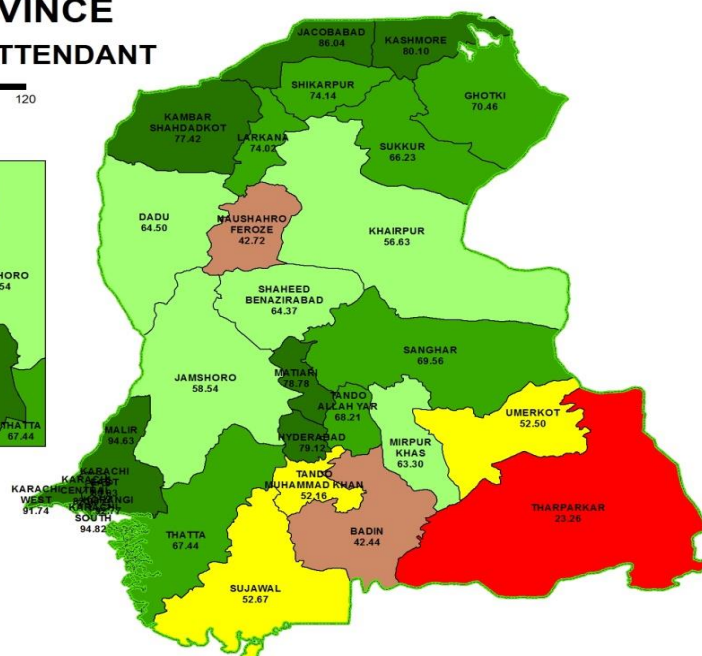 VINCE
TTENDANT
120
JACOBABAD
86.04
KASHMORE
80.10
SHIKARPUR
74.14
GHOTKI
70.46
KAMBAR
SHAHDADKOT
77.42
LARKANA
74.02
SUKKUR
66.23
DADU
64.50
NAUSHAHRO
FEROZE
42.72
KHAIRPUR
56.63
HORO
54
SHAHEED
BENAZIRABAD
64.37
SANGHAR
69.56
JAMSHORO
58.54
MATIARI
78.78
TANDO
ALLAH YAR
68.21
UMERKOT
52.50
THATTA
67.44
MALIR
94.63
HYDERABAD
79.12
MIRPUR
KHAS
63.30
KARACHI
KARACHI
WEST
91.74
KARACHI
SOUTH
94.82
TANDO
MUHAMMAD KHAN
52.16
THARPARKAR
23.26
THATTA
67.44
BADIN
42.44
SUJAWAL
52.67